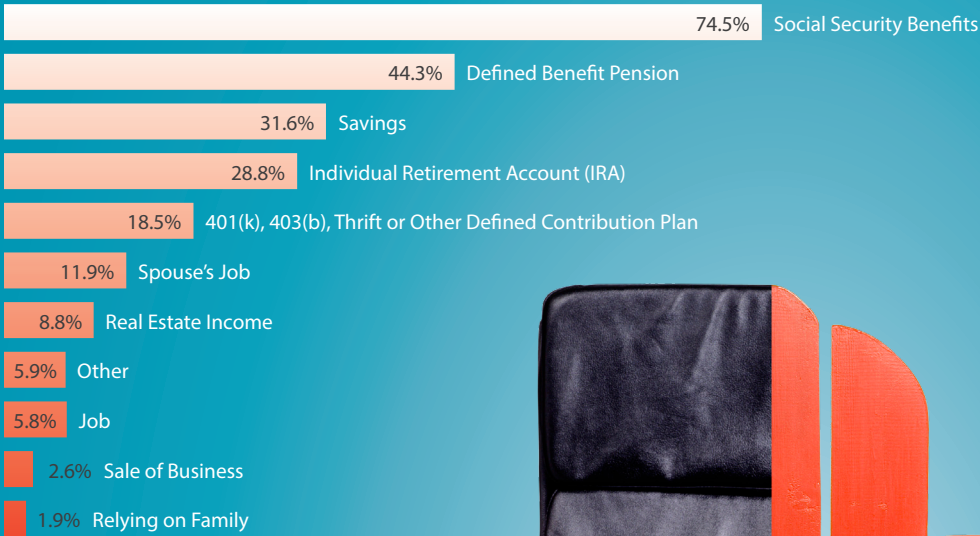 74.5% Social Security Benefits
44.3% Defined Benefit Pension
31.6% Savings
28.8% Individual Retirement Account (IRA)
18.5% 401(k), 403(b), Thrift or Other Defined Contribution Plan
11.9% Spouse's Job
8.8% Real Estate Income
5.9% Other
5.8% Job
2.6% Sale of Business
1.9% Relying on Family